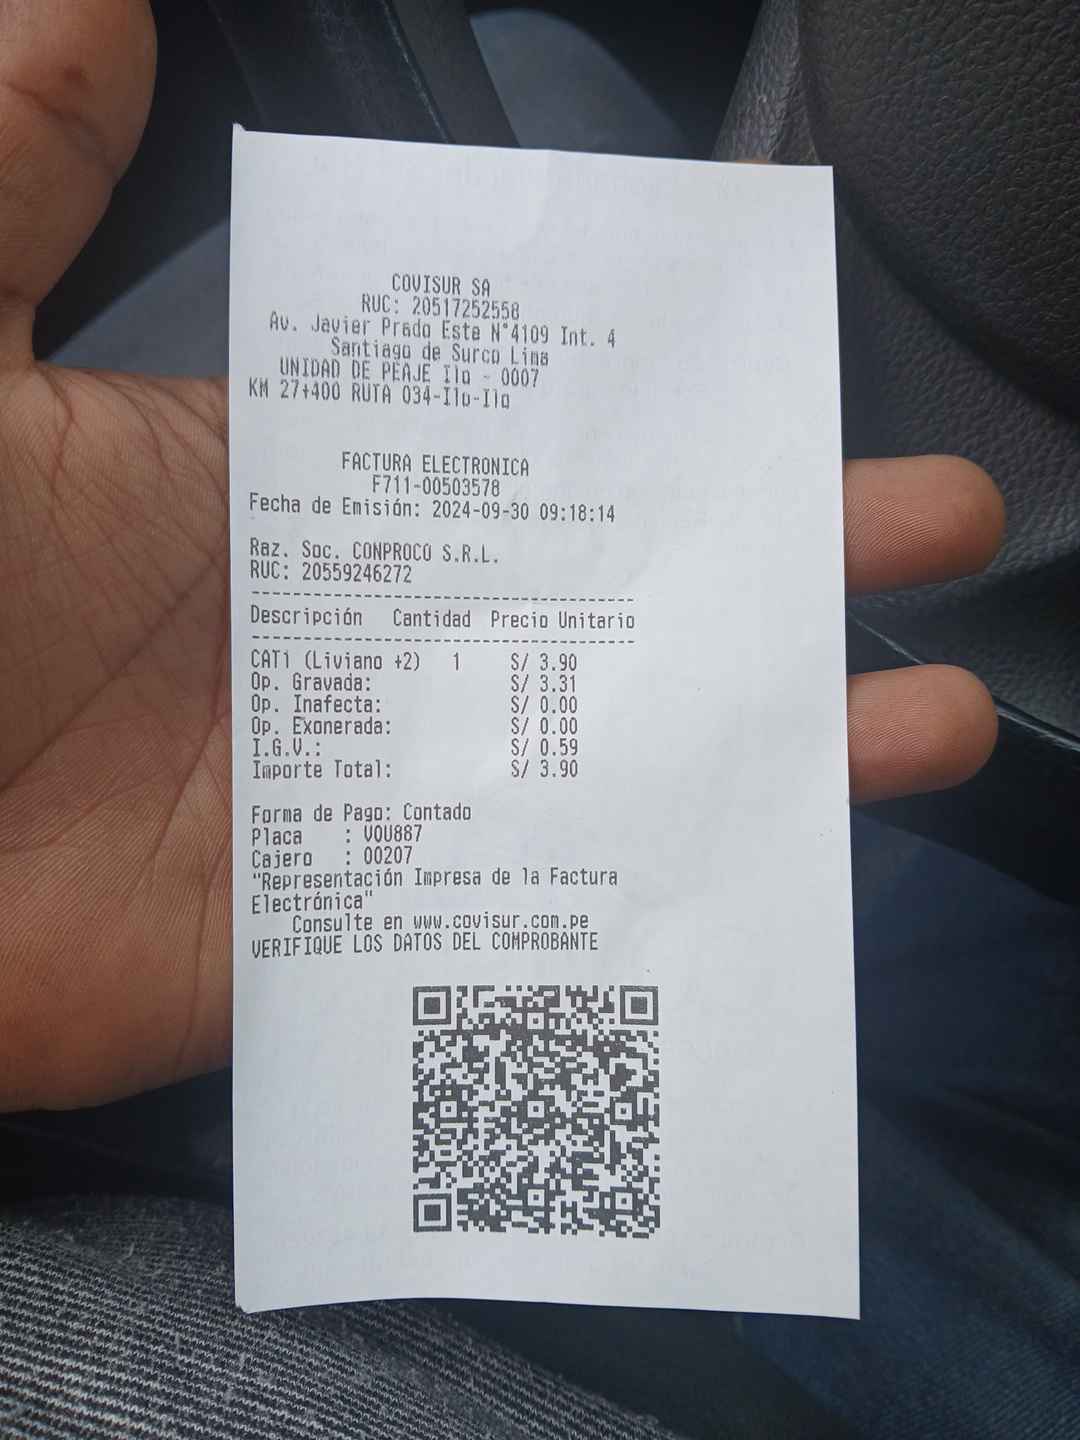 COVISUR SA
RUC: 20517252558
Av. Javier Prado Este N°4109 Int. 4
Santiago de Surco Lima
UNIDAD DE PEAJE Ilo - 0007
KM 27+400 RUTA 034-Ilo-Ilo
FACTURA ELECTRONICA
F711-00503578
Fecha de Emisión: 2024-09-30 09:18:14
Raz. Soc. CONPROCO S.R.L.
RUC: 20559246272
---------------------------------------
Descripción Cantidad Precio Unitario
---------------------------------------
CAT1 (Liviano +2) 1 S/ 3.90
Op. Gravada: S/ 3.31
Op. Inafecta: S/ 0.00
Op. Exonerada: S/ 0.00
I.G.V.: S/ 0.59
Importe Total: S/ 3.90
Forma de Pago: Contado
Placa : VOU887
Cajero : 00207
"Representación Impresa de la Factura
Electrónica"
Consulte en www.covisur.com.pe
VERIFIQUE LOS DATOS DEL COMPROBANTE